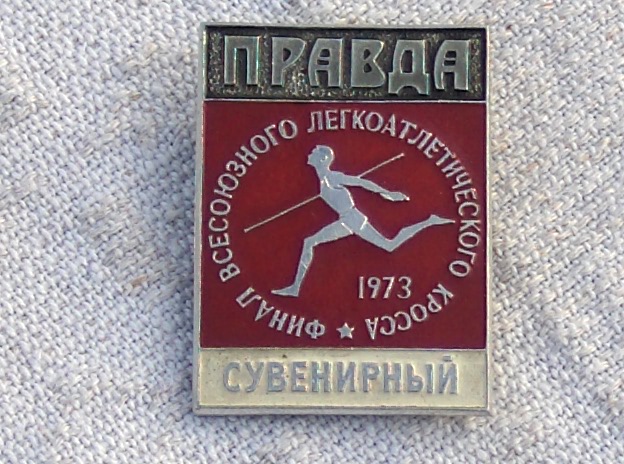 ПРАВДА
ФИНАЛ ВСЕСОЮЗНОГО ЛЕГКОАТЛЕТИЧЕСКОГО КРОССА
1973
СУВЕНИРНЫЙ